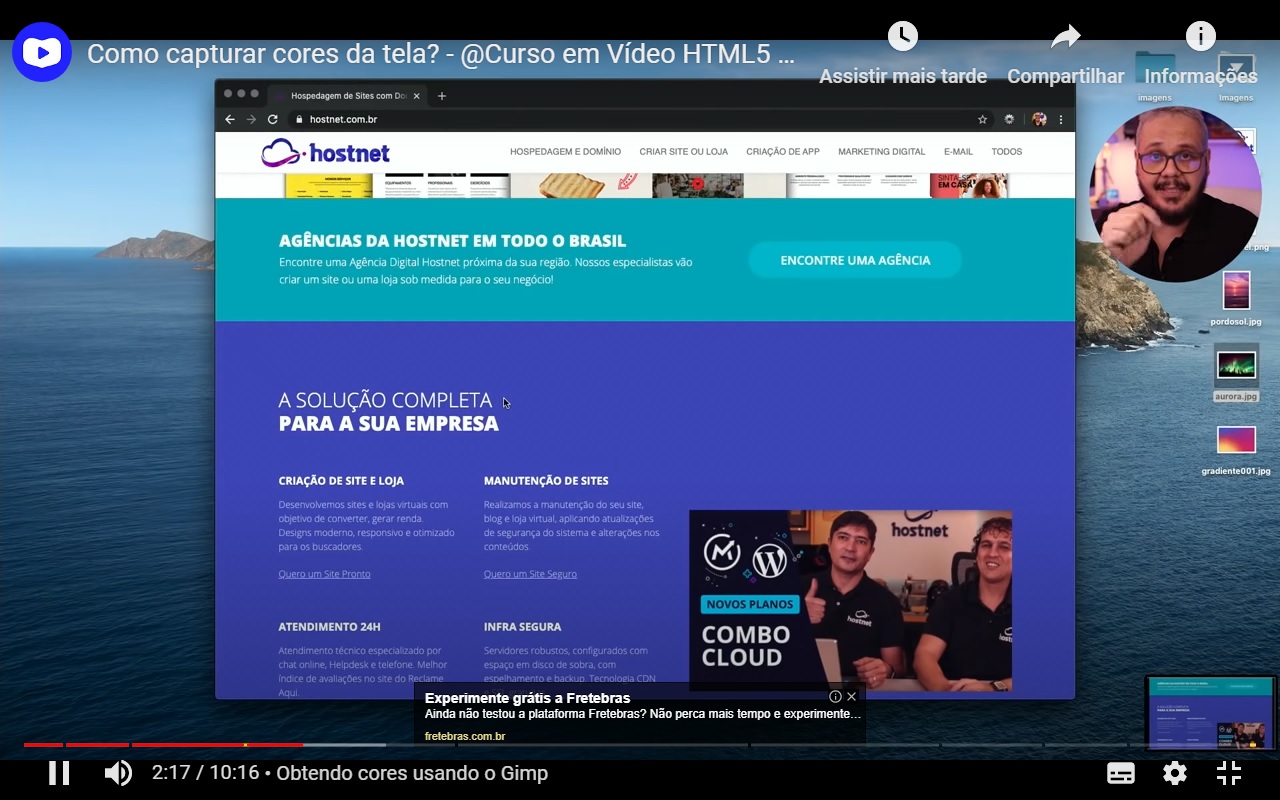 Como capturar cores da tela? - @Curso em Vídeo HTML5 ...
Assistir mais tarde
Compartilhar
Informações
imagens
Imagens
Hospedagem de Sites com Do
hostnet.com.br
hostnet
HOSPEDAGEM E DOMÍNIO
CRIAR SITE OU LOJA
CRIAÇÃO DE APP
MARKETING DIGITAL
E-MAIL
TODOS
EQUIPAMENTOS
PROFISSIONAIS
EXERCÍCIOS
SINTA-SE
EM CASA
AGÊNCIAS DA HOSTNET EM TODO O BRASIL
Encontre uma Agência Digital Hostnet próxima da sua região. Nossos especialistas vão
criar um site ou uma loja sob medida para o seu negócio!
ENCONTRE UMA AGÊNCIA
et.png
pordosol.jpg
aurora.jpg
gradiente001.jpg
A SOLUÇÃO COMPLETA
PARA A SUA EMPRESA
CRIAÇÃO DE SITE E LOJA
Desenvolvemos sites e lojas virtuais com
objetivo de converter, gerar renda.
Designs moderno, responsivo e otimizado
para os buscadores.
Quero um Site Pronto
MANUTENÇÃO DE SITES
Realizamos a manutenção do seu site,
blog e loja virtual, aplicando atualizações
de segurança do sistema e alterações nos
conteúdos.
Quero um Site Seguro
ATENDIMENTO 24H
Atendimento técnico especializado por
chat online, Helpdesk e telefone. Melhor
índice de avaliações no site do Reclame
Aqui.
INFRA SEGURA
Servidores robustos, configurados com
espaço em disco de sobra, com
espelhamento e backup. Tecnologia CDN
hostnet
NOVOS PLANOS
COMBO
CLOUD
hostnet
Experimente grátis a Fretebras
Ainda não testou a plataforma Fretebras? Não perca mais tempo e experimente...
fretebras.com.br
2:17 / 10:16 • Obtendo cores usando o Gimp